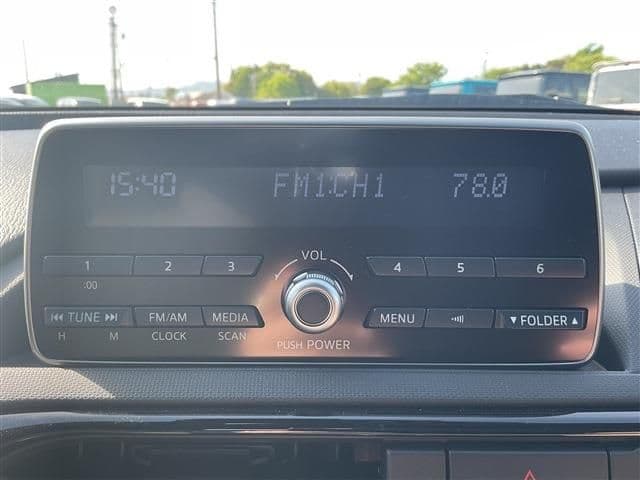 15:40 FM1CH1 78.0
VOL
1 2 3 4 5 6
:00
⏮ TUNE ⏭ FM/AM MEDIA MENU ▼ FOLDER ▲
H M CLOCK SCAN
PUSH POWER